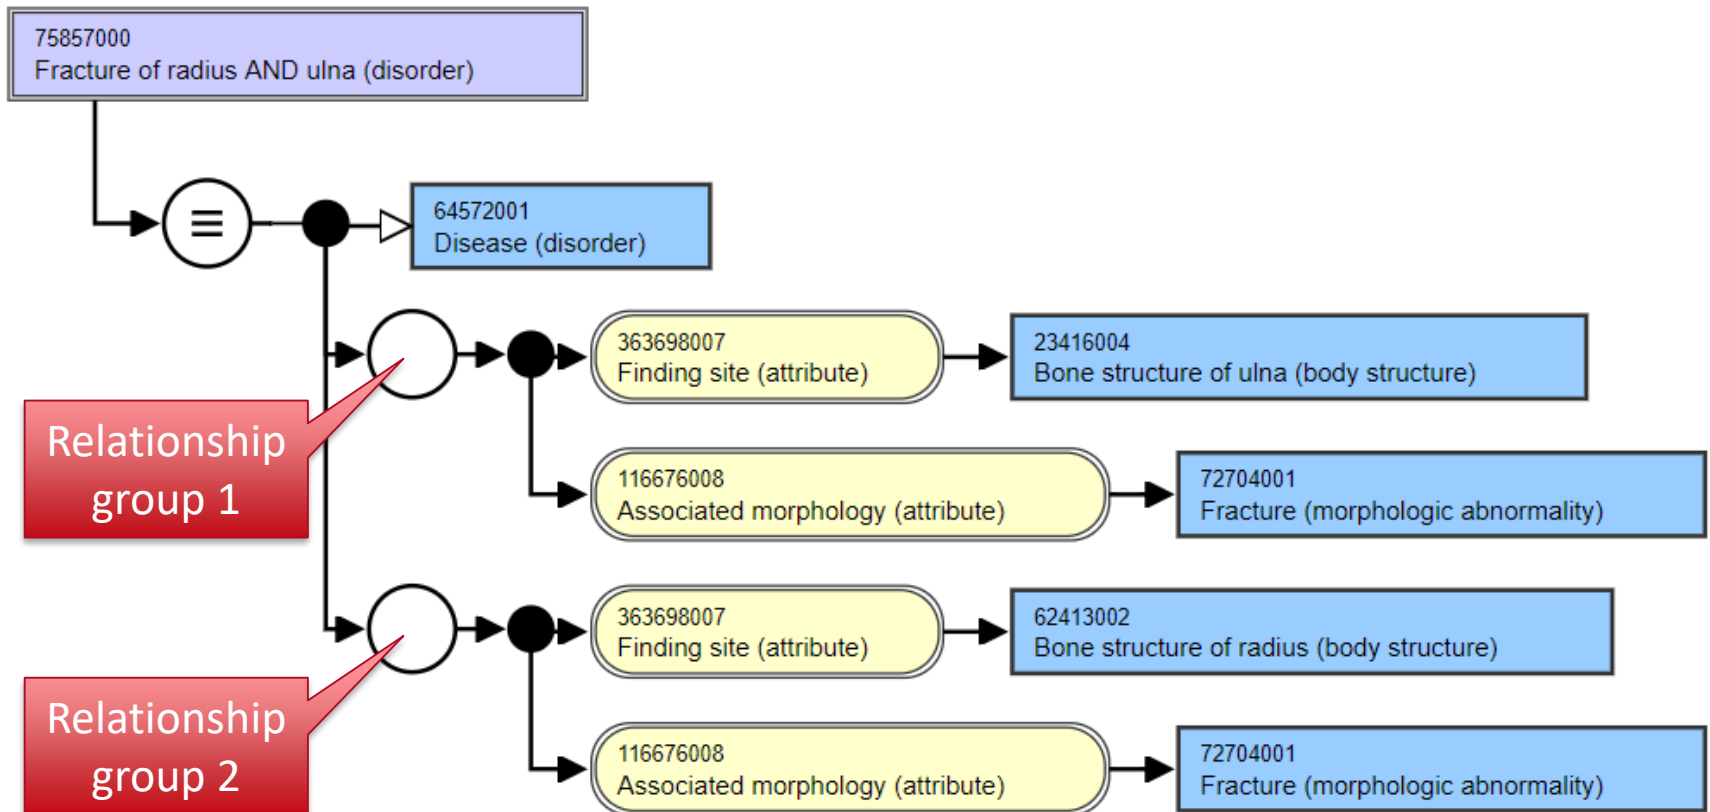 75857000
Fracture of radius AND ulna (disorder)
≡
64572001
Disease (disorder)
363698007
Finding site (attribute)
23416004
Bone structure of ulna (body structure)
Relationship
group 1
116676008
Associated morphology (attribute)
72704001
Fracture (morphologic abnormality)
363698007
Finding site (attribute)
62413002
Bone structure of radius (body structure)
Relationship
group 2
116676008
Associated morphology (attribute)
72704001
Fracture (morphologic abnormality)